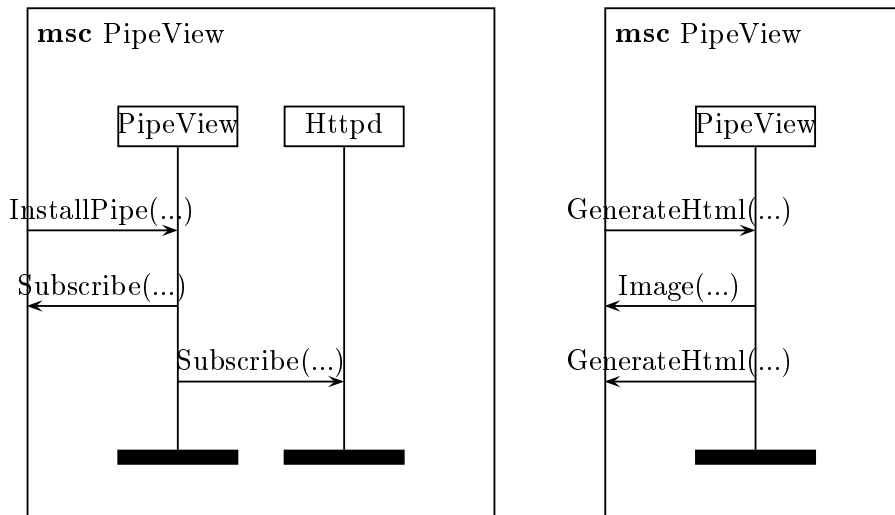 msc PipeView
PipeView
Httpd
InstallPipe(...)
Subscribe(...)
Subscribe(...)
msc PipeView
PipeView
GenerateHtml(...)
Image(...)
GenerateHtml(...)